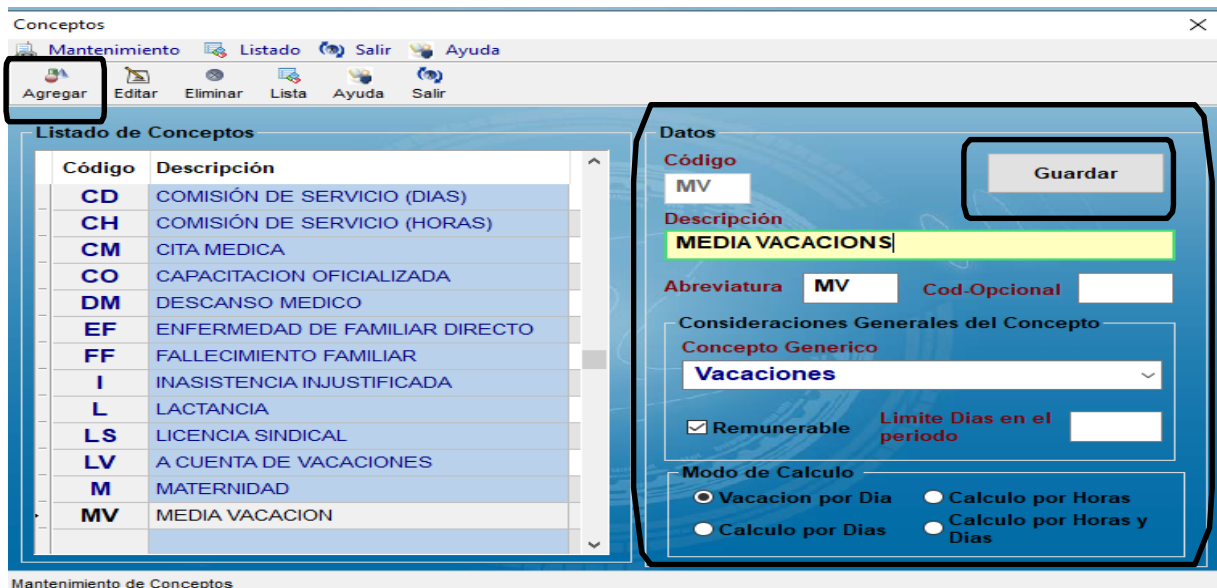 Conceptos
Mantenimiento Listado Salir Ayuda
Agregar Editar Eliminar Lista Ayuda Salir
Listado de Conceptos
Código Descripción
CD COMISIÓN DE SERVICIO (DIAS)
CH COMISIÓN DE SERVICIO (HORAS)
CM CITA MEDICA
CO CAPACITACION OFICIALIZADA
DM DESCANSO MEDICO
EF ENFERMEDAD DE FAMILIAR DIRECTO
FF FALLECIMIENTO FAMILIAR
I INASISTENCIA INJUSTIFICADA
L LACTANCIA
LS LICENCIA SINDICAL
LV A CUENTA DE VACACIONES
M MATERNIDAD
MV MEDIA VACACION
Datos
Código
MV
Guardar
Descripción
MEDIA VACACIONS
Abreviatura MV Cod-Opcional
Consideraciones Generales del Concepto
Concepto Generico
Vacaciones
Remunerable Limite Dias en el
periodo
Modo de Calculo
Vacacion por Dia Calculo por Horas
Calculo por Dias Calculo por Horas y
Dias
Mantenimiento de Conceptos